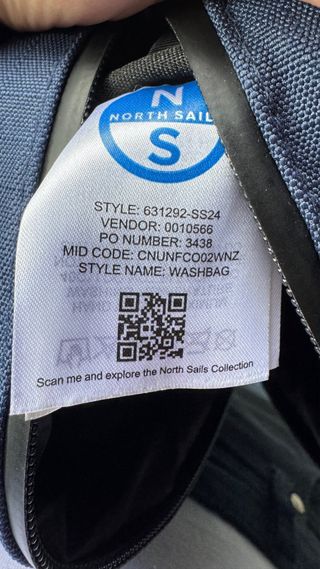 N
NORTH SAIL
S
STYLE: 631292-SS24
VENDOR: 0010566
PO NUMBER: 3438
MID CODE: CNUNFCO02WNZ
STYLE NAME: WASHBAG
Scan me and explore the North Sails Collection